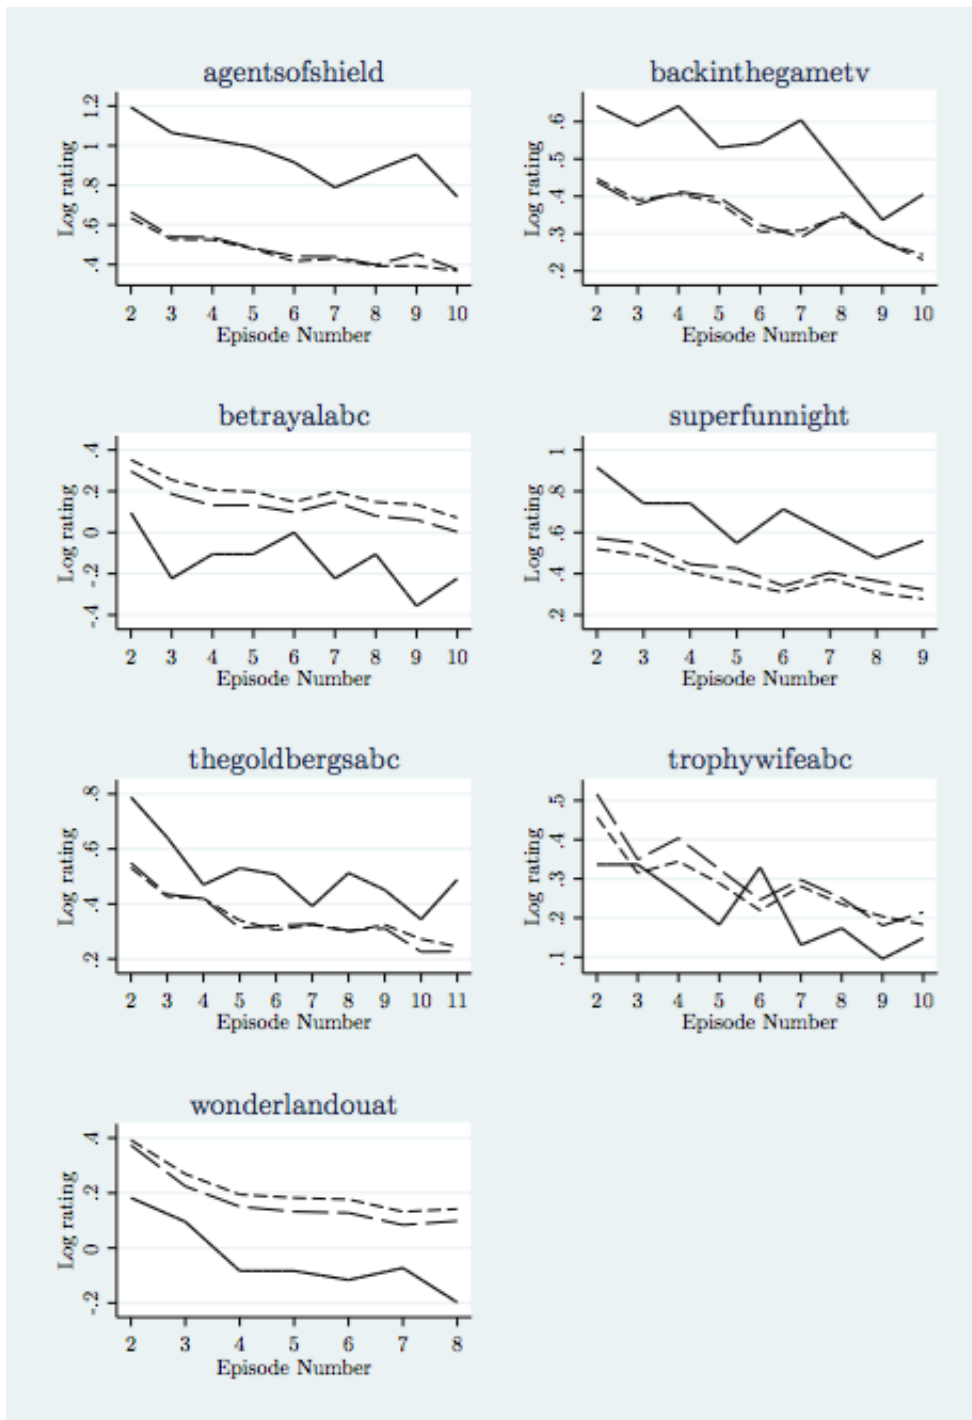 agentsofshield
Log rating
1.2
1
.8
.6
.4
2 3 4 5 6 7 8 9 10
Episode Number
backinthegametv
Log rating
.6
.5
.4
.3
.2
2 3 4 5 6 7 8 9 10
Episode Number
betrayalabc
Log rating
.4
.2
0
-.2
-.4
2 3 4 5 6 7 8 9 10
Episode Number
superfunnight
Log rating
1
.8
.6
.4
.2
2 3 4 5 6 7 8 9
Episode Number
thegoldbergsabc
Log rating
.8
.6
.4
.2
2 3 4 5 6 7 8 9 10 11
Episode Number
trophywifeabc
Log rating
.5
.4
.3
.2
.1
2 3 4 5 6 7 8 9 10
Episode Number
wonderlandouat
Log rating
.4
.2
0
-.2
2 3 4 5 6 7 8
Episode Number